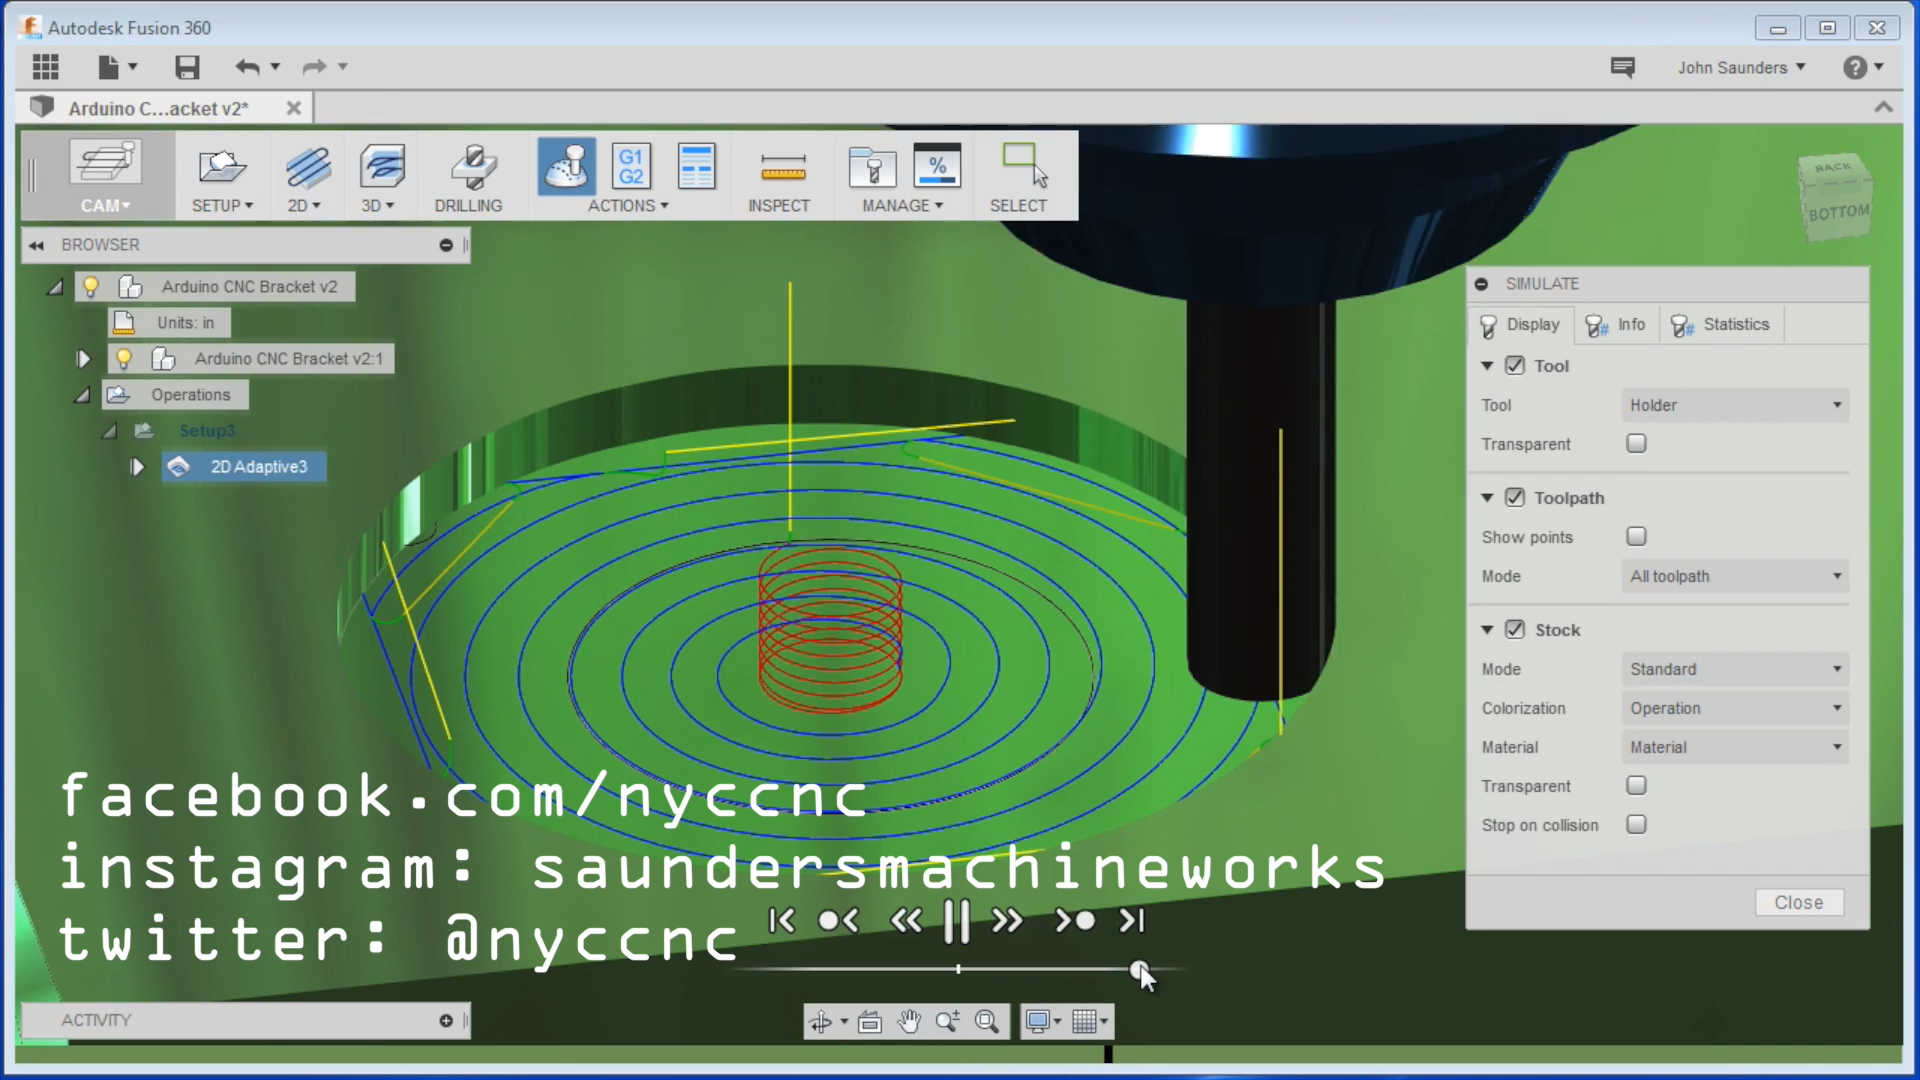 Autodesk Fusion 360
John Saunders
Arduino C...acket v2*
G1
G2
%
CAM
SETUP
2D
3D
DRILLING
ACTIONS
INSPECT
MANAGE
SELECT
BACK
BOTTOM
BROWSER
Arduino CNC Bracket v2
Units: in
Arduino CNC Bracket v2:1
Operations
Setup3
2D Adaptive3
SIMULATE
Display
Info
Statistics
Tool
Tool Holder
Transparent
Toolpath
Show points
Mode All toolpath
Stock
Mode Standard
Colorization Operation
Material Material
Transparent
Stop on collision
Close
facebook.com/nyccnc
instagram: saundersmachineworks
twitter: @nyccnc
ACTIVITY